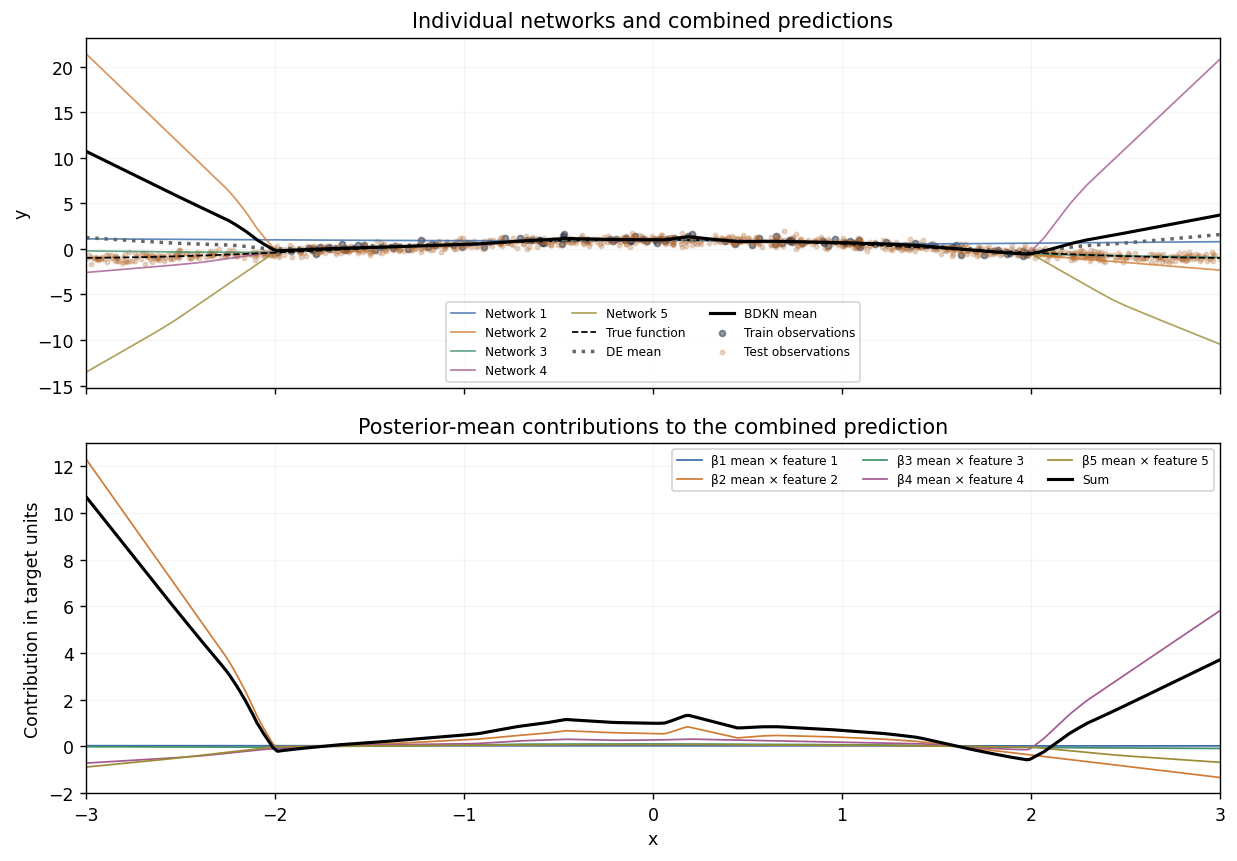 Individual networks and combined predictions
20
15
10
5
0
−5
−10
−15
y
Network 1
Network 2
Network 3
Network 4
Network 5
True function
DE mean
BDKN mean
Train observations
Test observations
Posterior-mean contributions to the combined prediction
12
10
8
6
4
2
0
−2
Contribution in target units
β1 mean × feature 1
β2 mean × feature 2
β3 mean × feature 3
β4 mean × feature 4
β5 mean × feature 5
Sum
−3
−2
−1
0
1
2
3
x